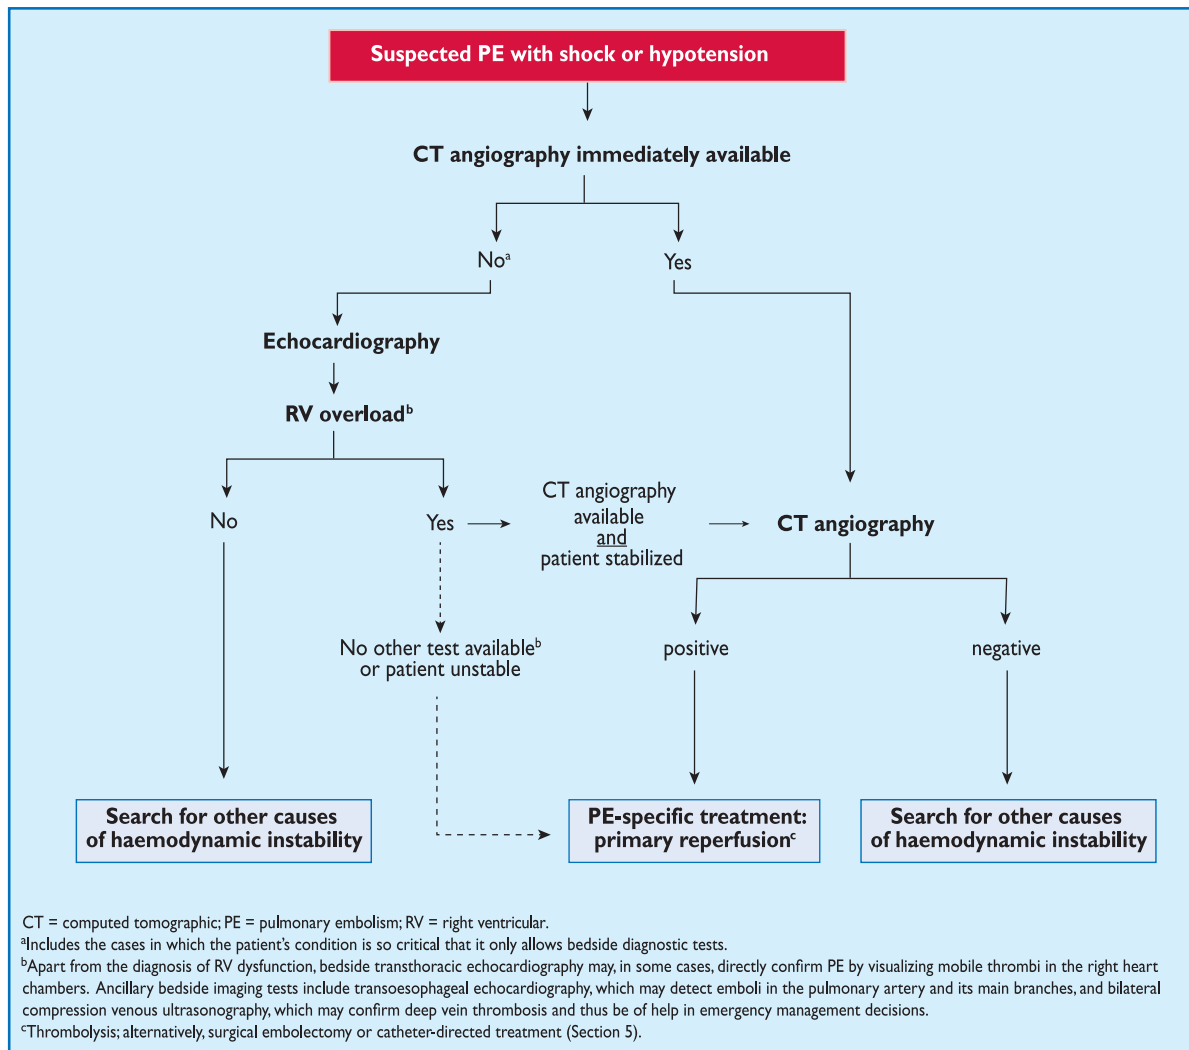 Suspected PE with shock or hypotension
CT angiography immediately available
Noᵃ
Yes
Echocardiography
RV overloadᵇ
No
Yes
CT angiography
available
and
patient stabilized
CT angiography
No other test availableᵇ
or patient unstable
positive
negative
Search for other causes
of haemodynamic instability
PE-specific treatment:
primary reperfusionᶜ
Search for other causes
of haemodynamic instability
CT = computed tomographic; PE = pulmonary embolism; RV = right ventricular.
ᵃIncludes the cases in which the patient's condition is so critical that it only allows bedside diagnostic tests.
ᵇApart from the diagnosis of RV dysfunction, bedside transthoracic echocardiography may, in some cases, directly confirm PE by visualizing mobile thrombi in the right heart
chambers. Ancillary bedside imaging tests include transoesophageal echocardiography, which may detect emboli in the pulmonary artery and its main branches, and bilateral
compression venous ultrasonography, which may confirm deep vein thrombosis and thus be of help in emergency management decisions.
ᶜThrombolysis; alternatively, surgical embolectomy or catheter-directed treatment (Section 5).